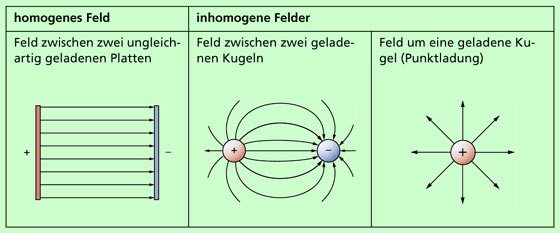 homogenes Feld
inhomogene Felder
Feld zwischen zwei ungleich-
artig geladenen Platten
Feld zwischen zwei gelade-
nen Kugeln
Feld um eine geladene Ku-
gel (Punktladung)
+ −
+ −
+